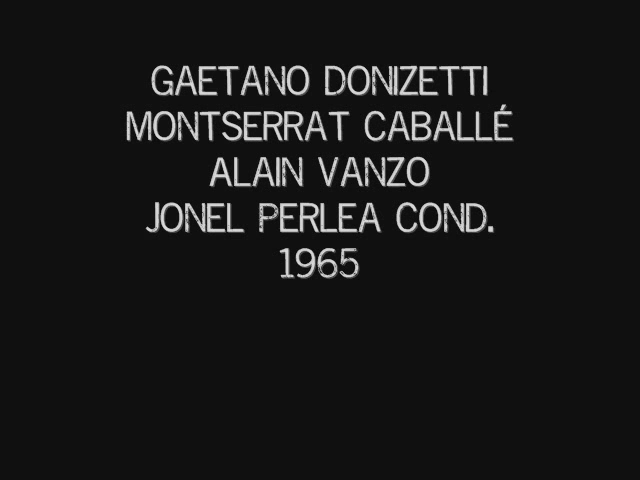 GAETANO DONIZETTI
MONTSERRAT CABALLÉ
ALAIN VANZO
JONEL PERLEA COND.
1965